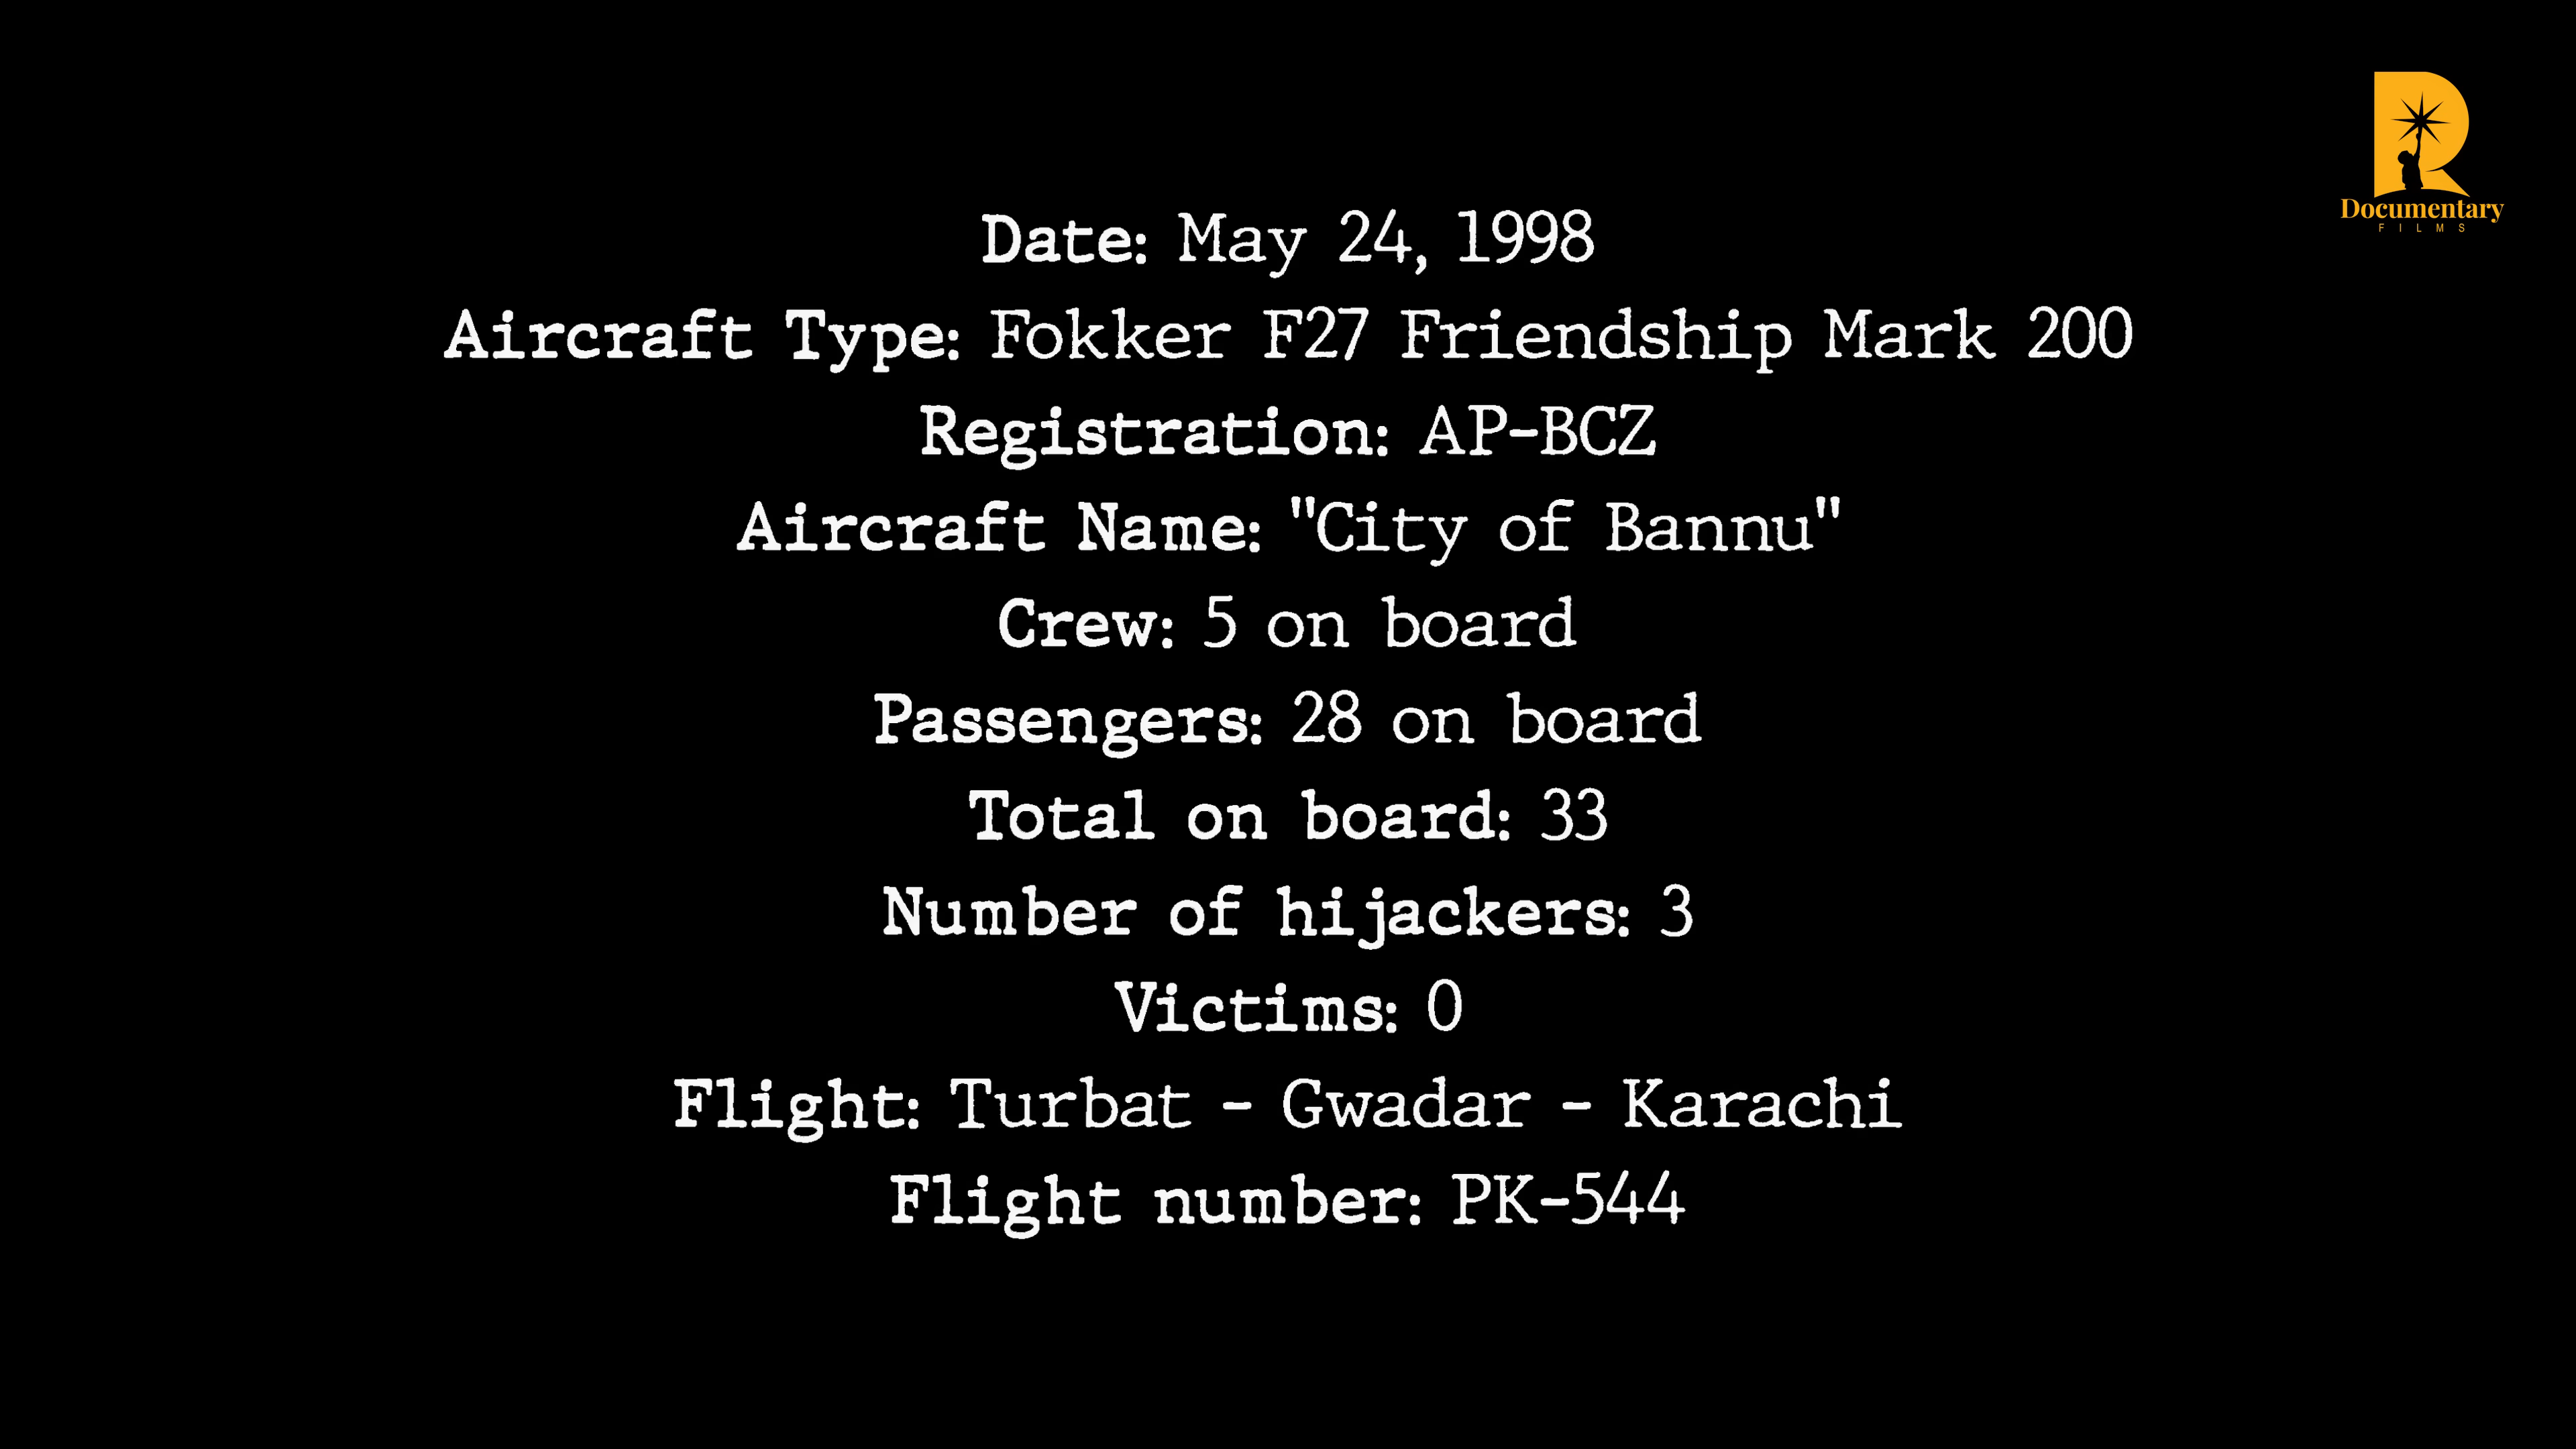 Documentary
FILMS
Date: May 24, 1998
Aircraft Type: Fokker F27 Friendship Mark 200
Registration: AP-BCZ
Aircraft Name: "City of Bannu"
Crew: 5 on board
Passengers: 28 on board
Total on board: 33
Number of hijackers: 3
Victims: 0
Flight: Turbat - Gwadar - Karachi
Flight number: PK-544